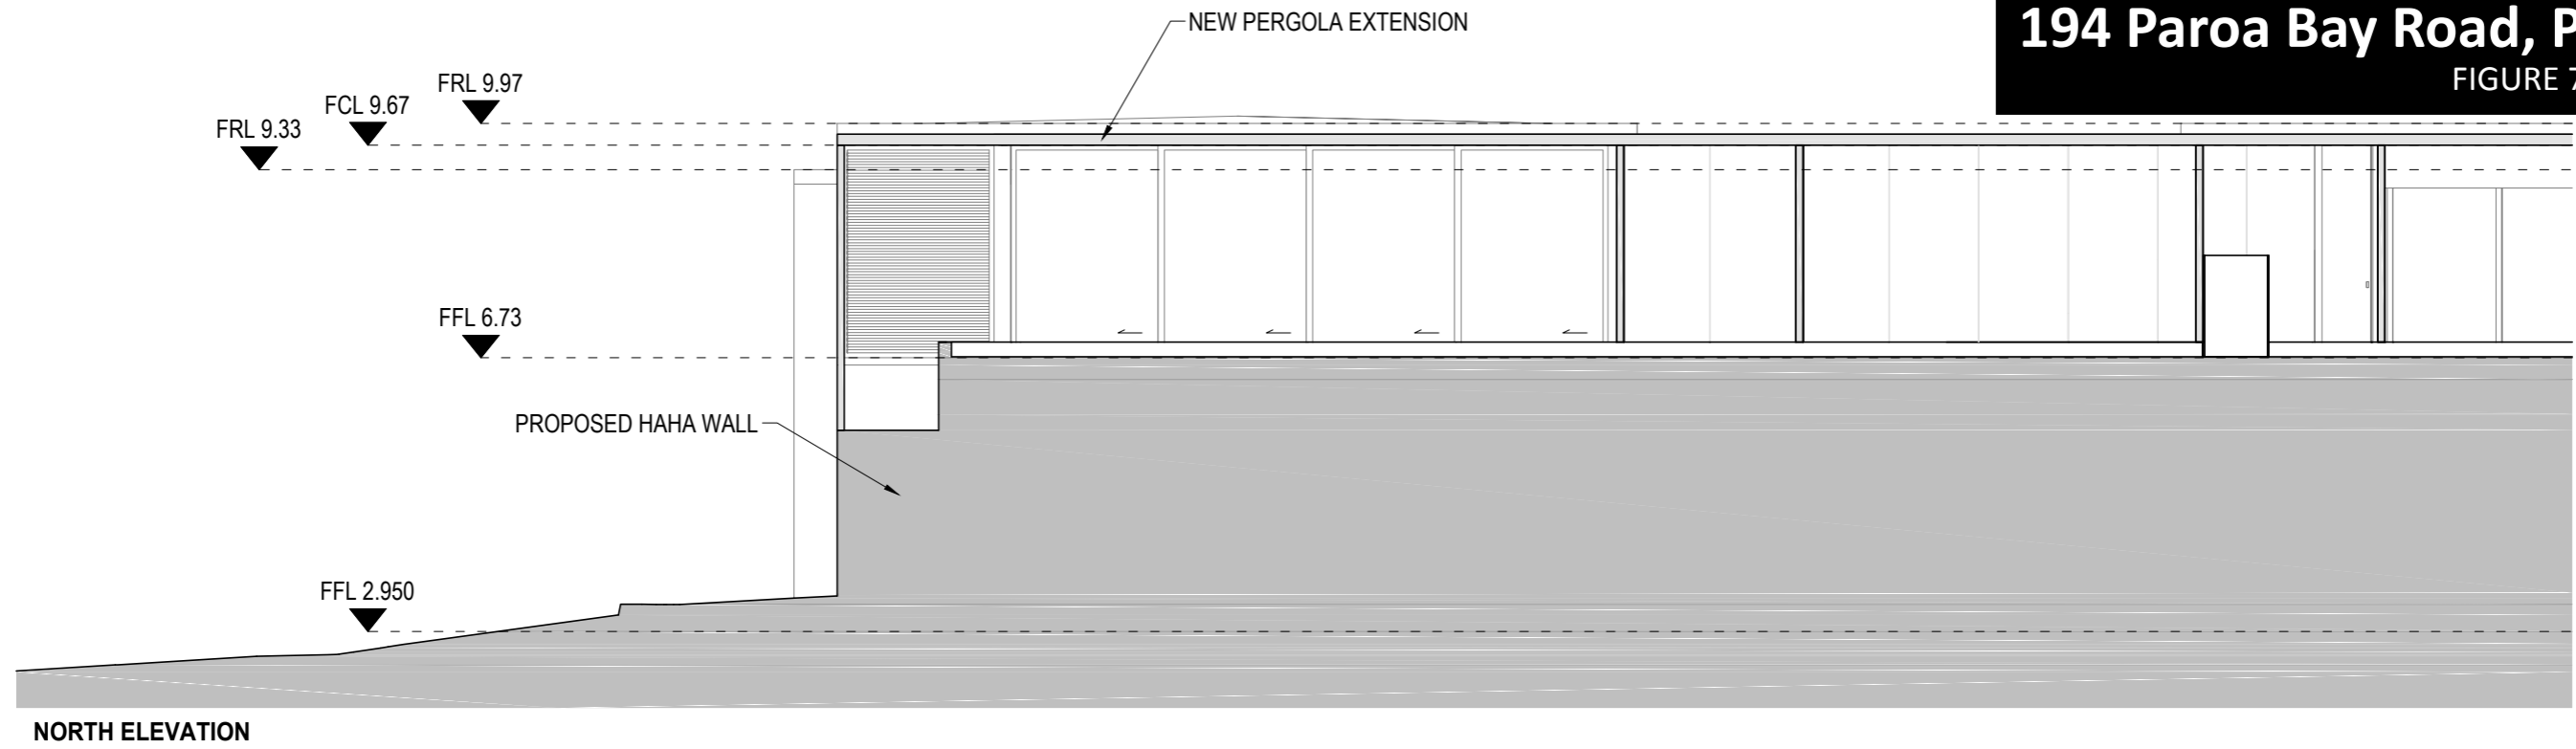 194 Paroa Bay Road, P
FIGURE 7
NEW PERGOLA EXTENSION
FRL 9.97
FCL 9.67
FRL 9.33
FFL 6.73
PROPOSED HAHA WALL
FFL 2.950
NORTH ELEVATION